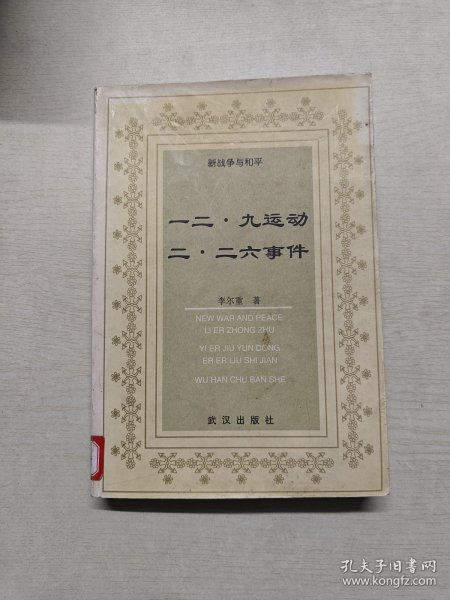 新战争与和平
一二·九运动
二·二六事件
李尔重 著
NEW WAR AND PEACE
LI ER ZHONG ZHU
YI ER JIU YUN DONG
ER ER LIU SHI JIAN
WU HAN CHU BAN SHE
武汉出版社
孔夫子旧书网
www.kongfz.com